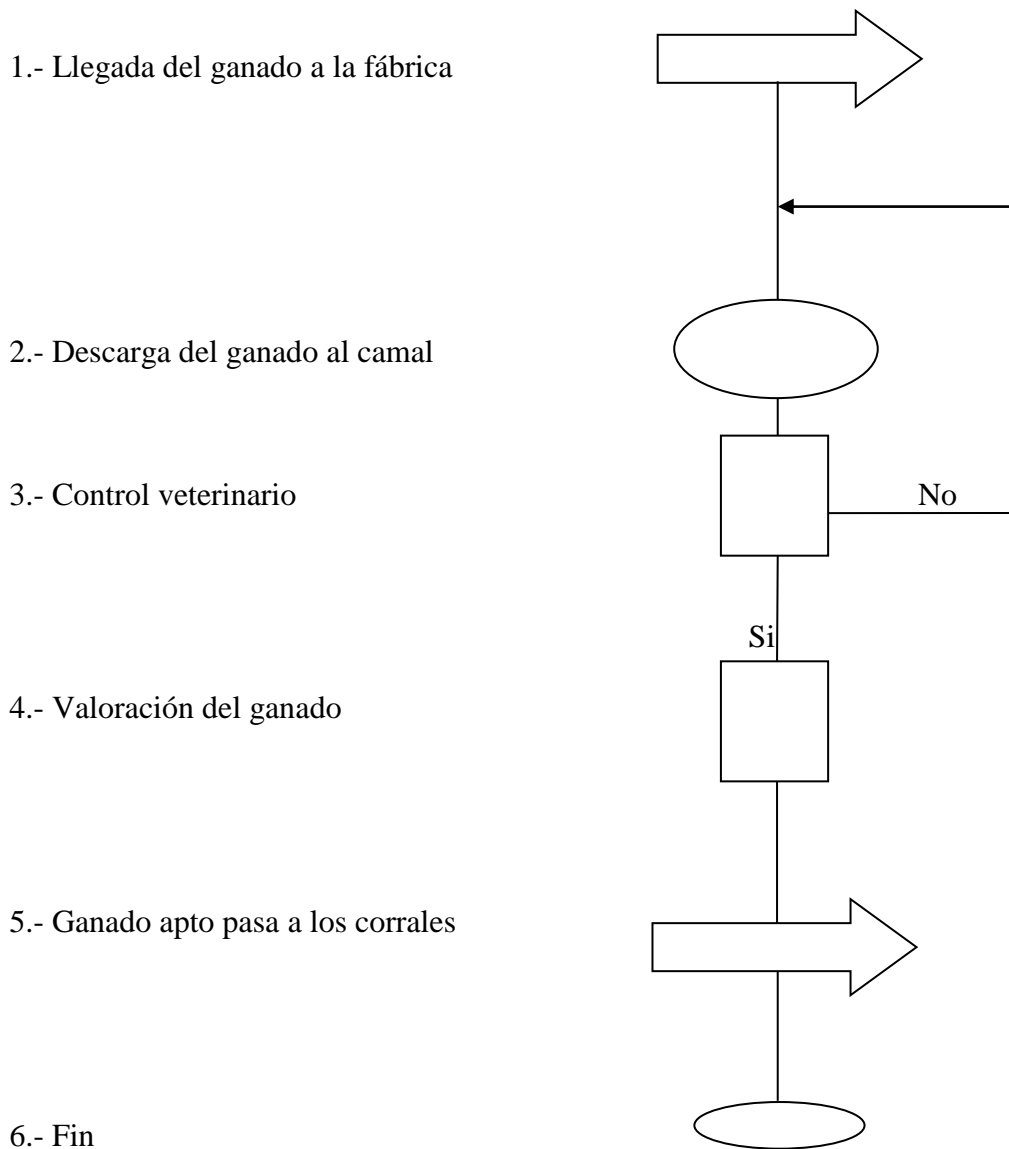 1.- Llegada del ganado a la fábrica
2.- Descarga del ganado al camal
3.- Control veterinario
No
Si
4.- Valoración del ganado
5.- Ganado apto pasa a los corrales
6.- Fin